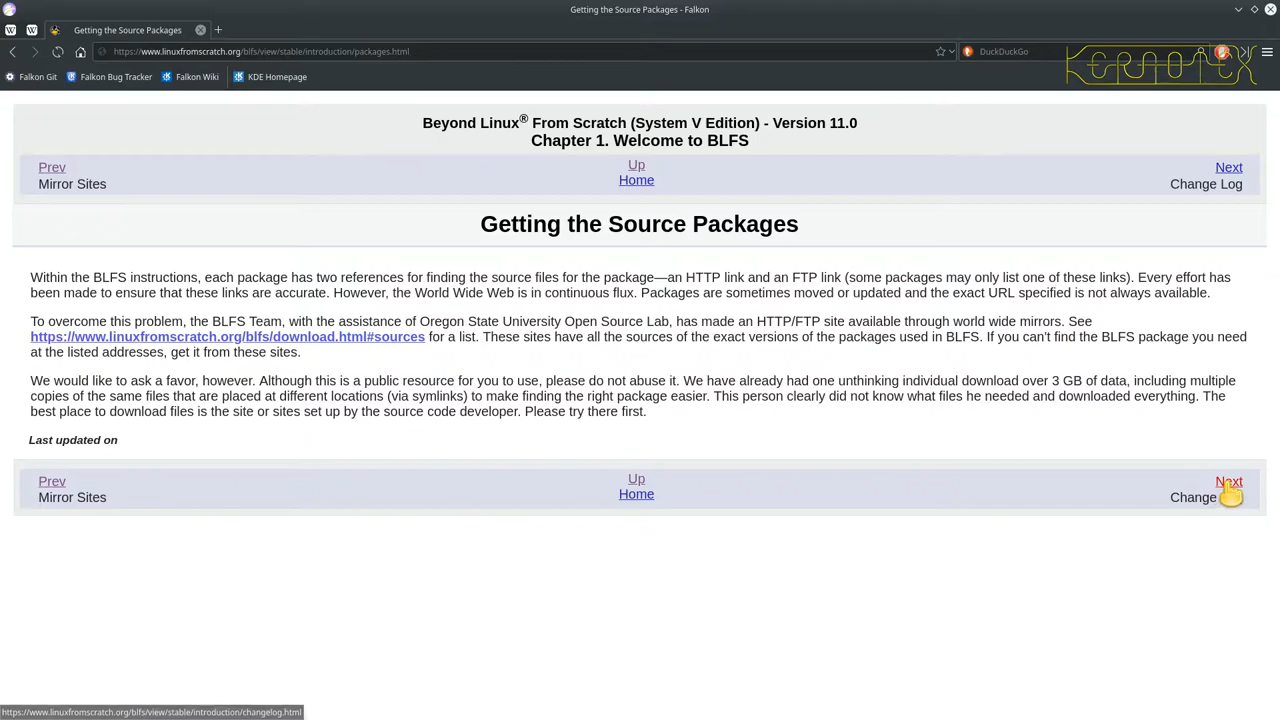 Getting the Source Packages - Falkon
Getting the Source Packages
https://www.linuxfromscratch.org/blfs/view/stable/introduction/packages.html
DuckDuckGo
Falkon Git
Falkon Bug Tracker
Falkon Wiki
KDE Homepage
KERNOTEX
Beyond Linux® From Scratch (System V Edition) - Version 11.0
Chapter 1. Welcome to BLFS
Prev
Up
Next
Mirror Sites
Home
Change Log
Getting the Source Packages
Within the BLFS instructions, each package has two references for finding the source files for the package—an HTTP link and an FTP link (some packages may only list one of these links). Every effort has
been made to ensure that these links are accurate. However, the World Wide Web is in continuous flux. Packages are sometimes moved or updated and the exact URL specified is not always available.
To overcome this problem, the BLFS Team, with the assistance of Oregon State University Open Source Lab, has made an HTTP/FTP site available through world wide mirrors. See
https://www.linuxfromscratch.org/blfs/download.html#sources for a list. These sites have all the sources of the exact versions of the packages used in BLFS. If you can't find the BLFS package you need
at the listed addresses, get it from these sites.
We would like to ask a favor, however. Although this is a public resource for you to use, please do not abuse it. We have already had one unthinking individual download over 3 GB of data, including multiple
copies of the same files that are placed at different locations (via symlinks) to make finding the right package easier. This person clearly did not know what files he needed and downloaded everything. The
best place to download files is the site or sites set up by the source code developer. Please try there first.
Last updated on
Prev
Up
Next
Mirror Sites
Home
Change
https://www.linuxfromscratch.org/blfs/view/stable/introduction/changelog.html